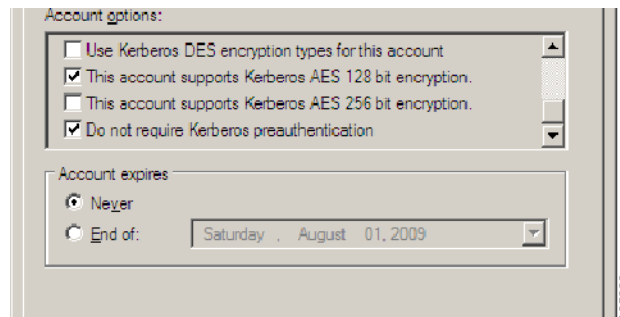 Account options:
Use Kerberos DES encryption types for this account
This account supports Kerberos AES 128 bit encryption.
This account supports Kerberos AES 256 bit encryption.
Do not require Kerberos preauthentication
Account expires
Never
End of:
Saturday , August 01, 2009